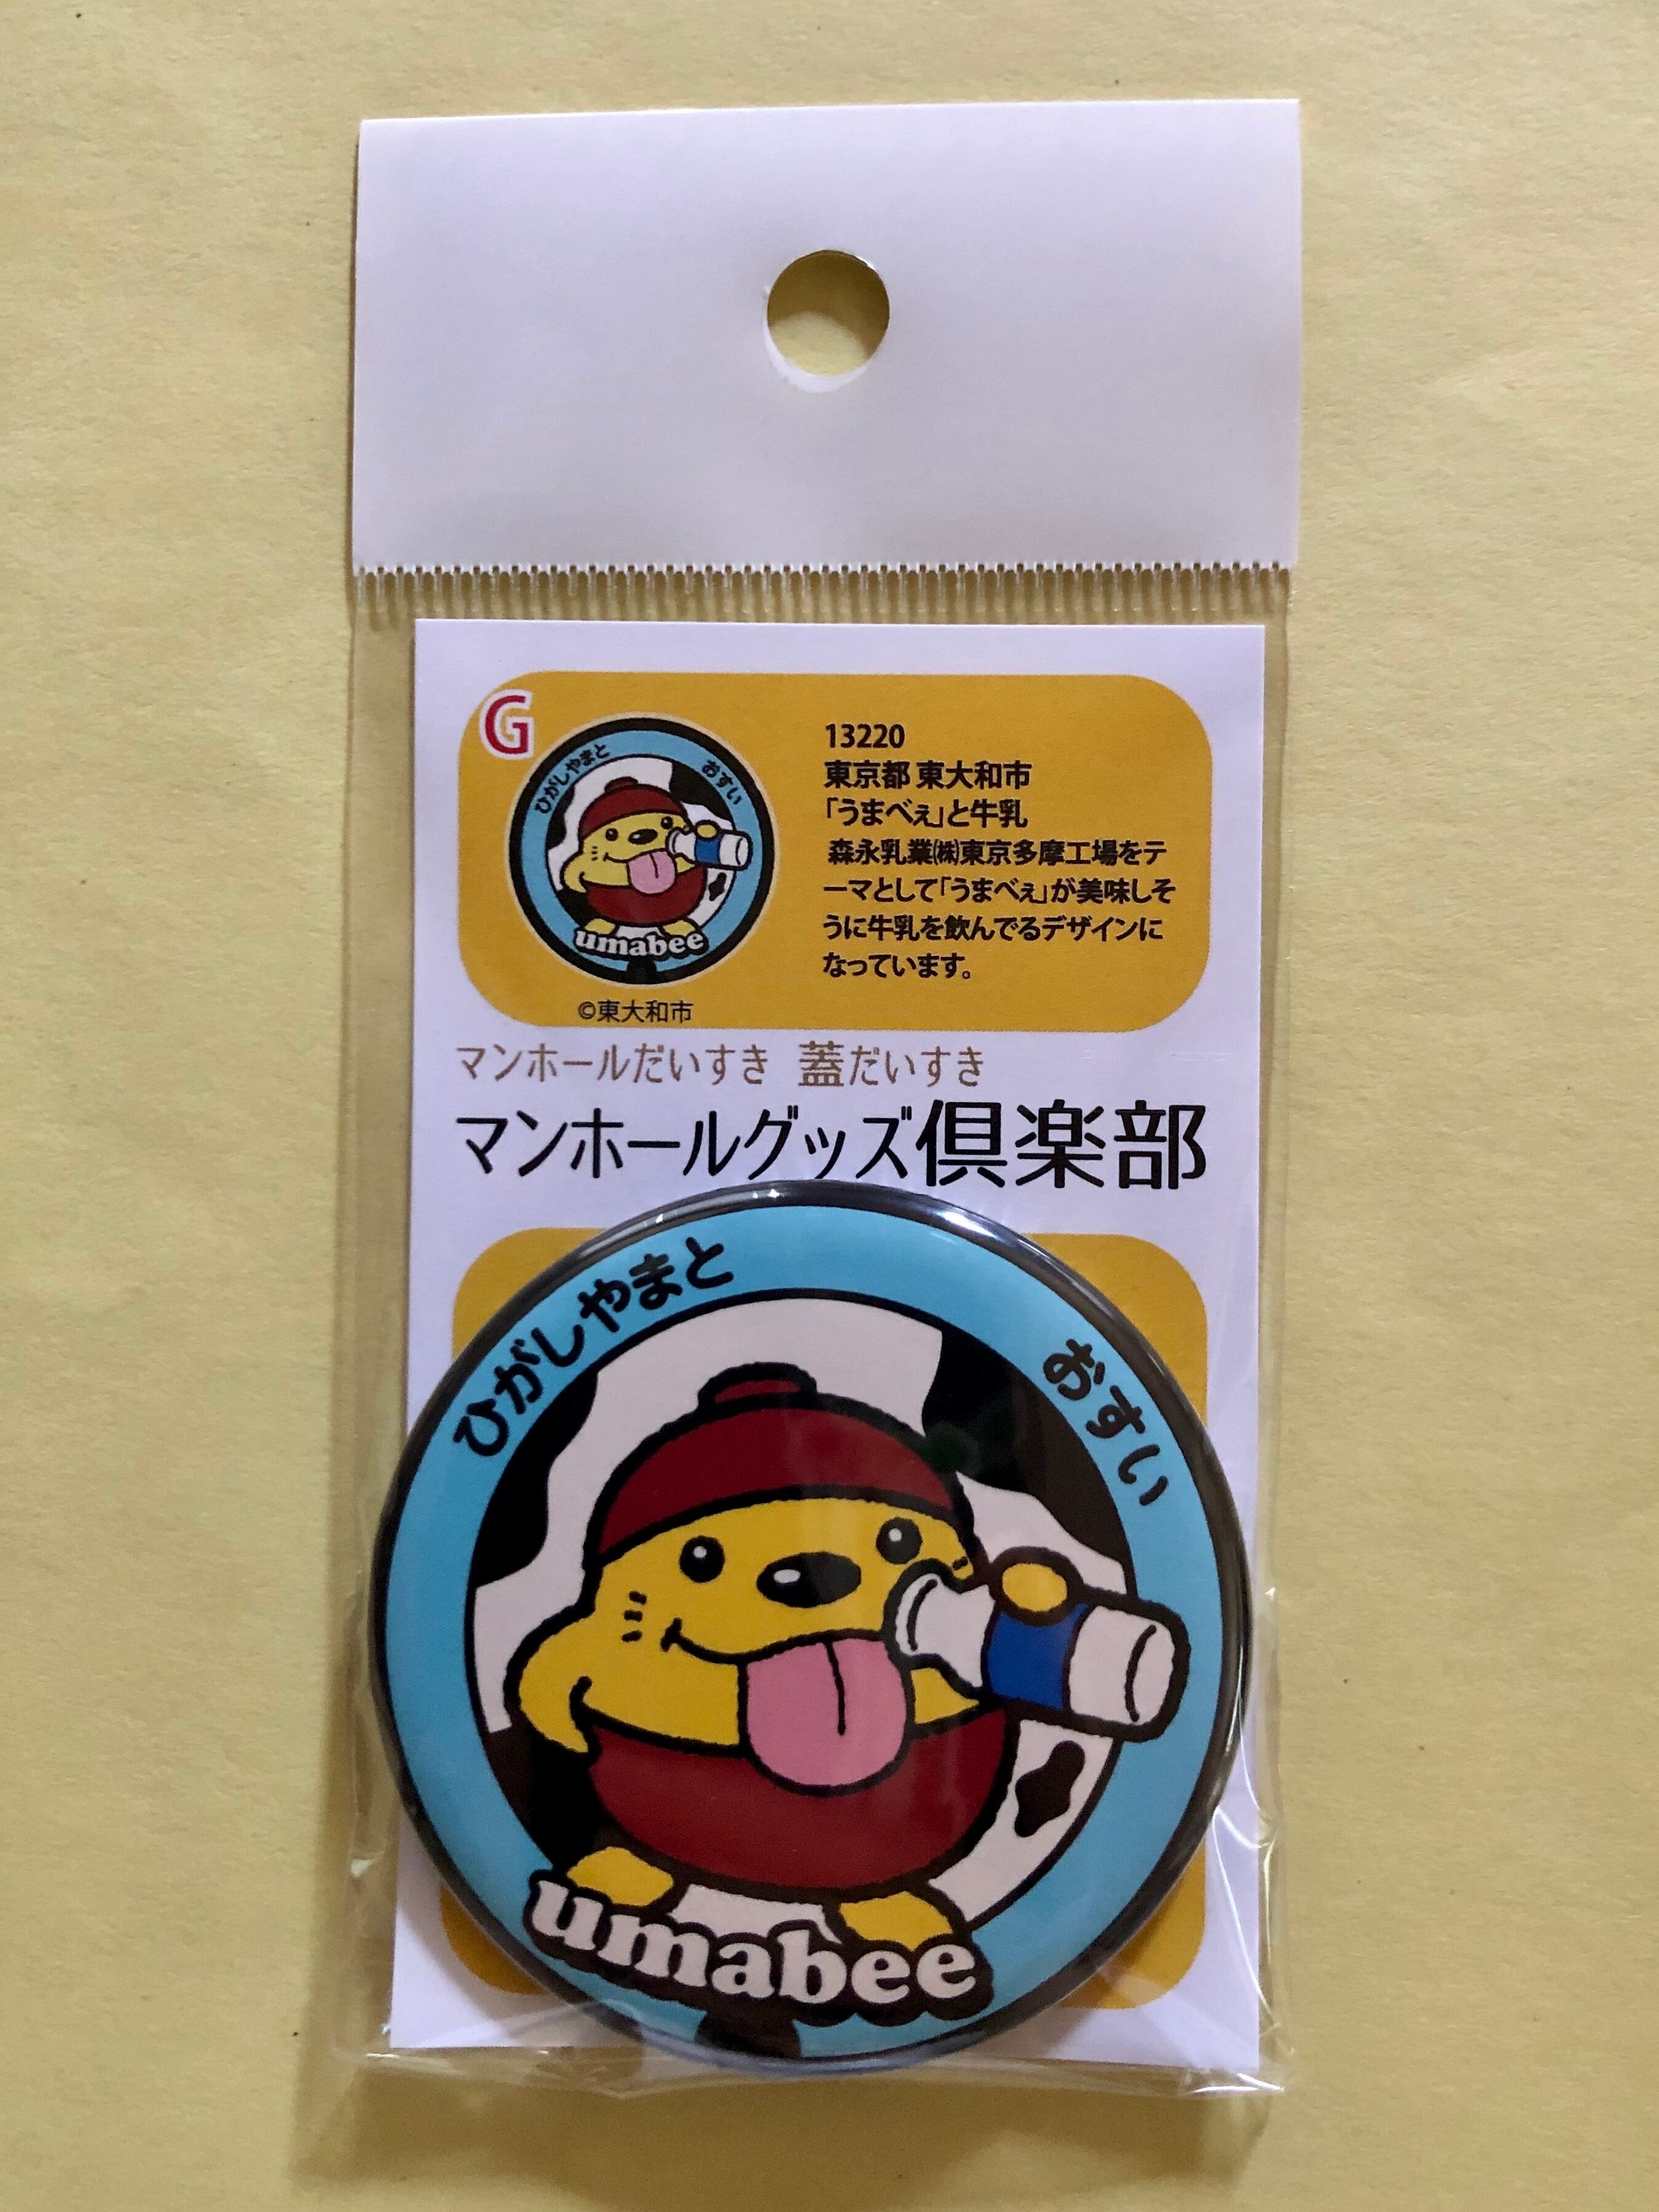 G
ひがしやまと
おすい
umabee
©東大和市
13220
東京都 東大和市
「うまべぇ」と牛乳
森永乳業㈱東京多摩工場をテ
ーマとして「うまべぇ」が美味しそ
うに牛乳を飲んでるデザインに
なっています。
マンホールだいすき 蓋だいすき
マンホールグッズ倶楽部
ひがしやまと
おすい
umabee